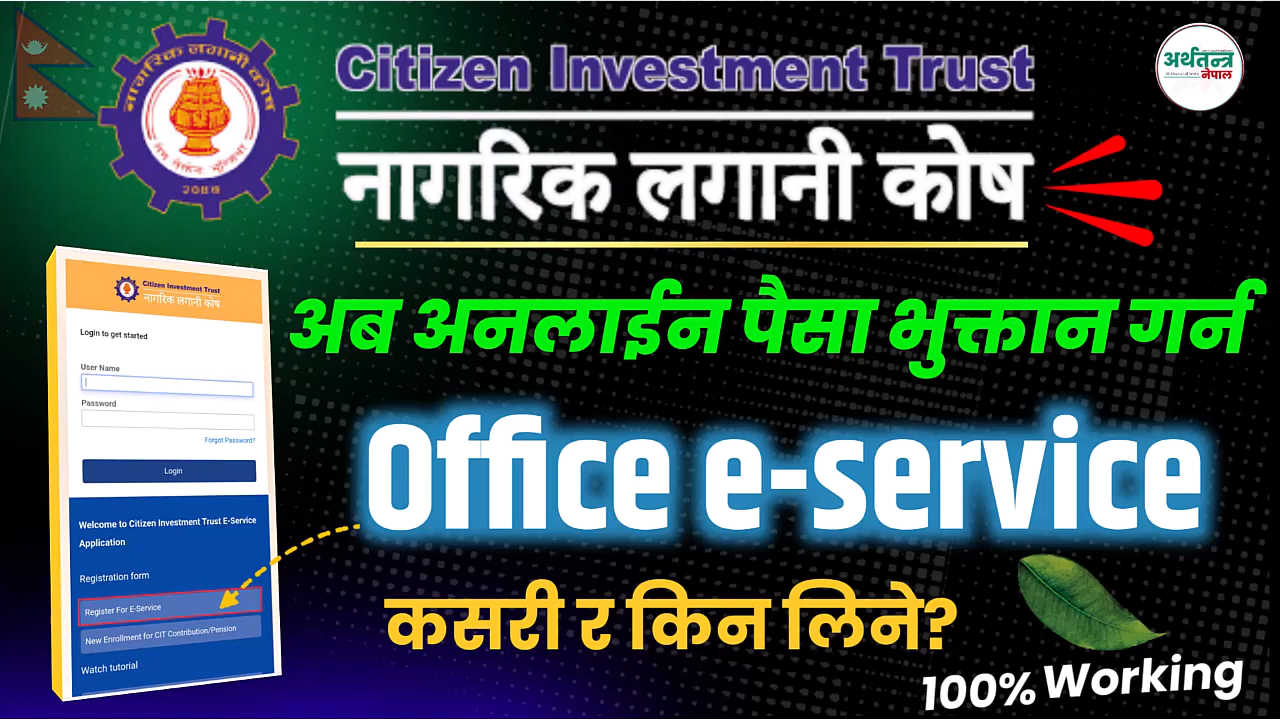 नागरिक लगानी कोष
२०४७
Citizen Investment Trust
नागरिक लगानी कोष
अर्थतन्त्र
नेपाल
Citizen Investment Trust
नागरिक लगानी कोष
Login to get started
User Name
Password
Forgot Password?
Login
Welcome to Citizen Investment Trust E-Service
Application
Registration form
Register For E-Service
New Enrollment for CIT Contribution/Pension
Watch tutorial
अब अनलाईन पैसा भुक्तान गर्न
Office e-service
कसरी र किन लिने?
100% Working